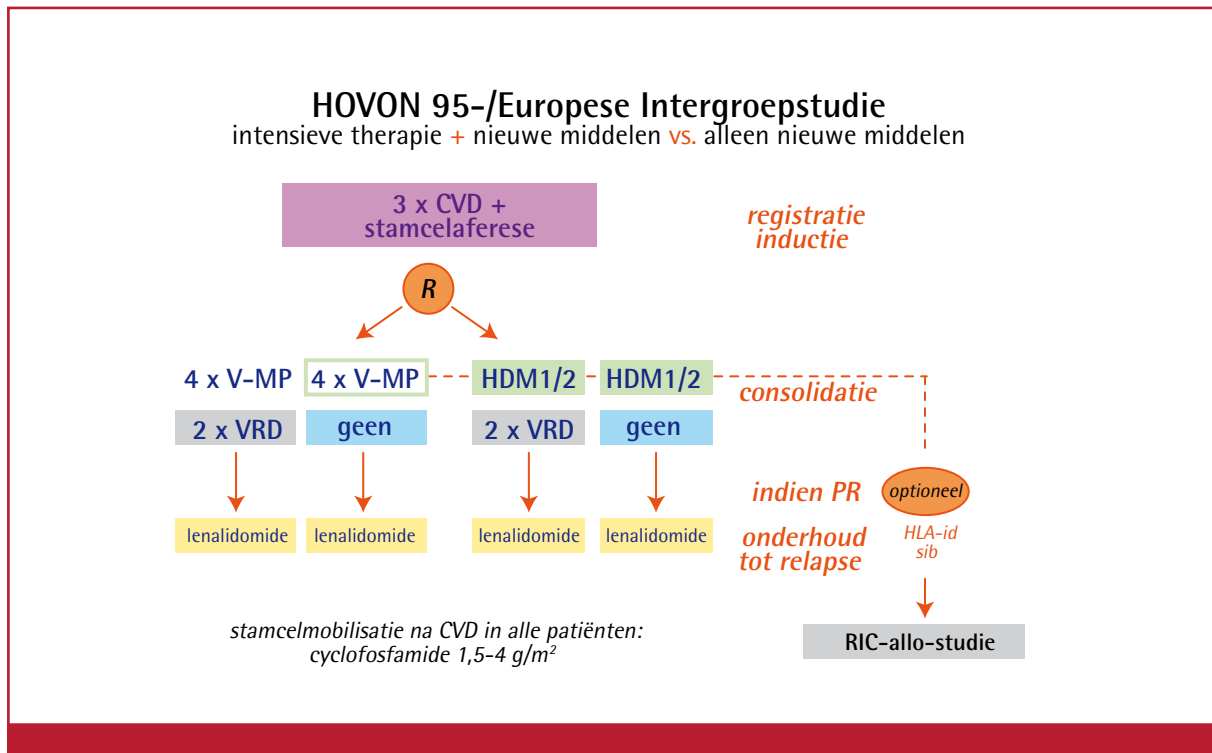 HOVON 95-/Europese Intergroepstudie
intensieve therapie + nieuwe middelen vs. alleen nieuwe middelen
3 x CVD +
stamcelaferese
registratie
inductie
R
4 x V-MP
4 x V-MP
HDM1/2
HDM1/2
consolidatie
2 x VRD
geen
2 x VRD
geen
indien PR
optioneel
lenalidomide
lenalidomide
lenalidomide
lenalidomide
onderhoud
tot relapse
HLA-id
sib
stamcelmobilisatie na CVD in alle patiënten:
cyclofosfamide 1,5-4 g/m²
RIC-allo-studie